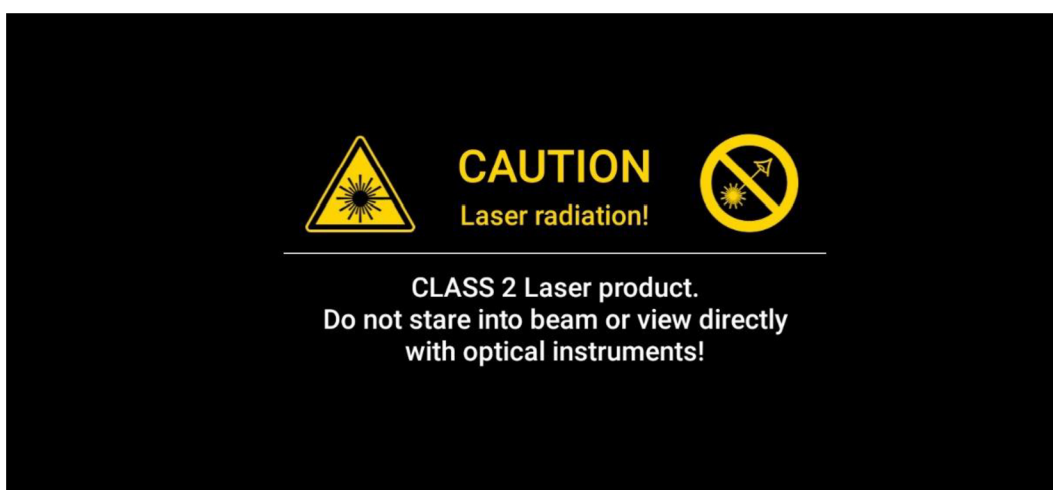 CAUTION
Laser radiation!
CLASS 2 Laser product.
Do not stare into beam or view directly
with optical instruments!